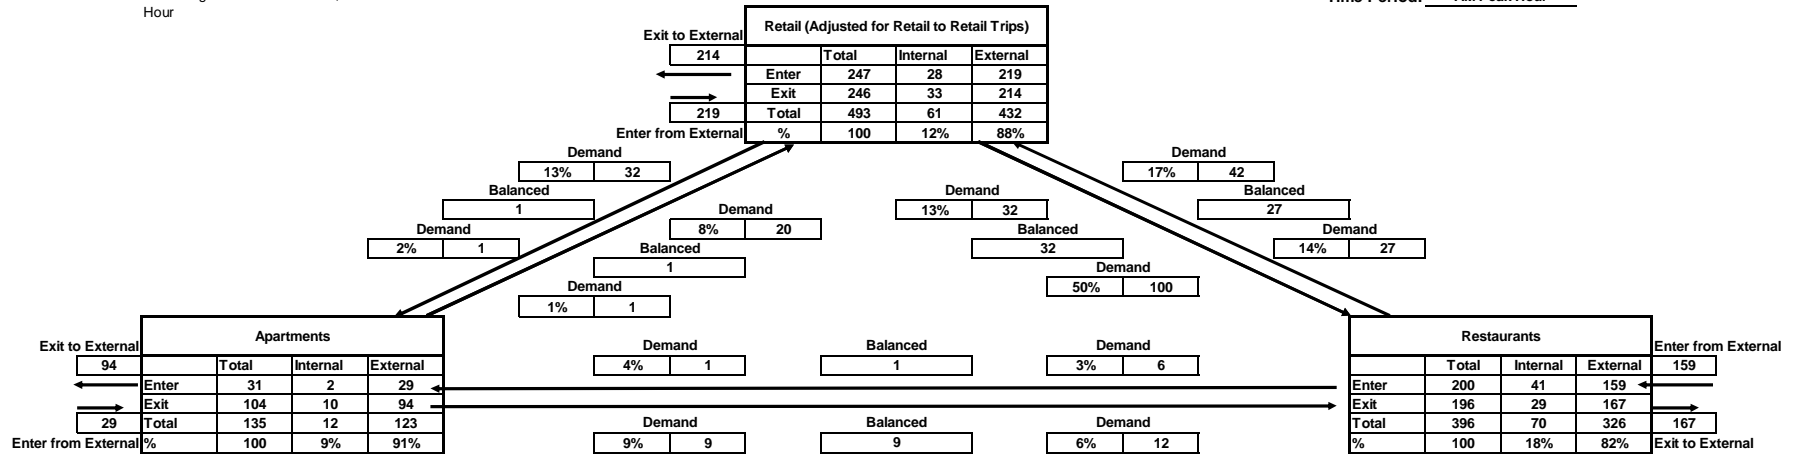 Hour
Retail (Adjusted for Retail to Retail Trips)
Exit to External
214
Total Internal External
Enter 247 28 219
Exit 246 33 214
219 Total 493 61 432
Enter from External % 100 12% 88%
Demand
13% 32
Balanced
1
Demand
2% 1
Demand
8% 20
Balanced
1
Demand
1% 1
Demand
13% 32
Balanced
32
Demand
50% 100
Demand
17% 42
Balanced
27
Demand
14% 27
Apartments
Exit to External
94 Total Internal External
Enter 31 2 29
Exit 104 10 94
29 Total 135 12 123
Enter from External % 100 9% 91%
Demand Balanced Demand
4% 1 1 3% 6
Demand Balanced Demand
9% 9 9 6% 12
Restaurants
Enter from External
Total Internal External 159
Enter 200 41 159
Exit 196 29 167
Total 396 70 326 167
% 100 18% 82% Exit to External